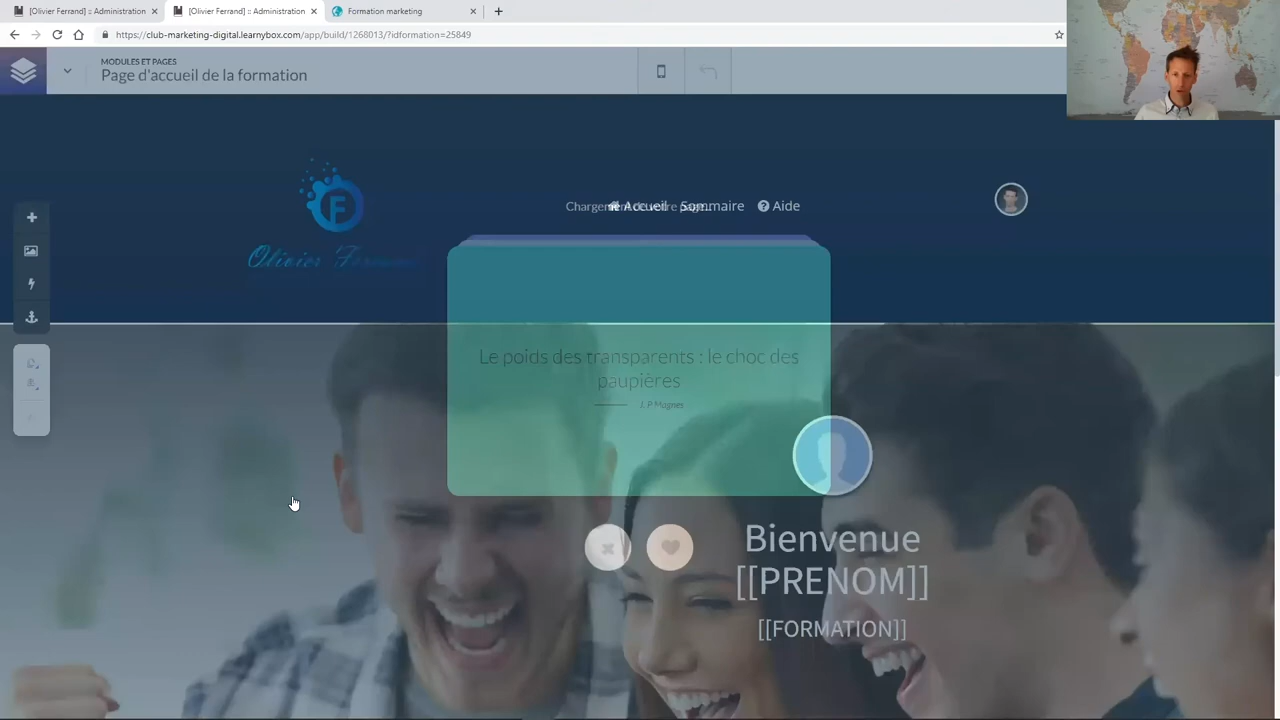 [Olivier Ferrand] :: Administration
[Olivier Ferrand] :: Administration
Formation marketing
https://club-marketing-digital.learnybox.com/app/build/1268013/?idformation=25849
MODULES ET PAGES
Page d'accueil de la formation
F
Olivier Ferrand
Accueil
Sommaire
Aide
Le poids des transparents : le choc des
paupières
J. P Magnes
Bienvenue
[[PRENOM]]
[[FORMATION]]